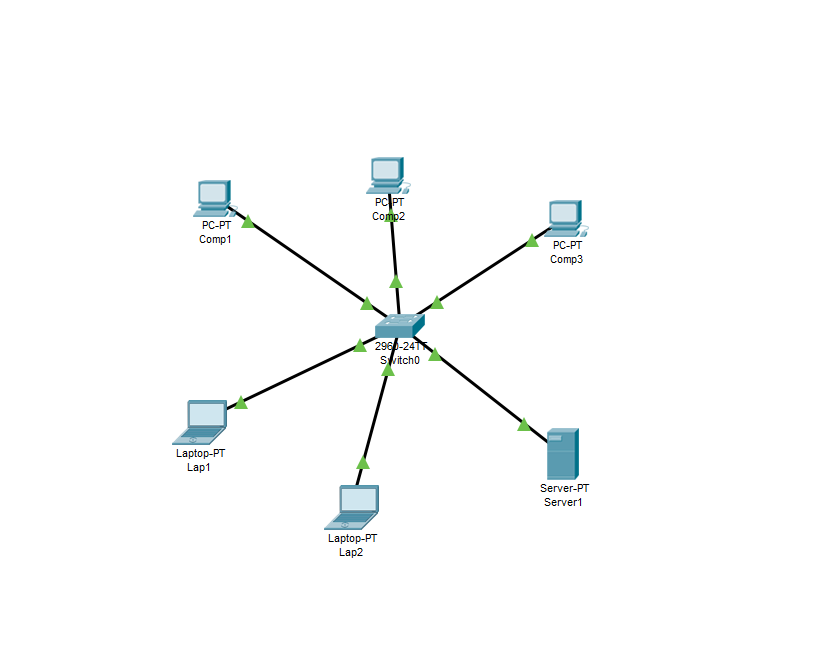 PC-PT
Comp1
PC-PT
Comp2
PC-PT
Comp3
2960-24TT
Switch0
Laptop-PT
Lap1
Laptop-PT
Lap2
Server-PT
Server1